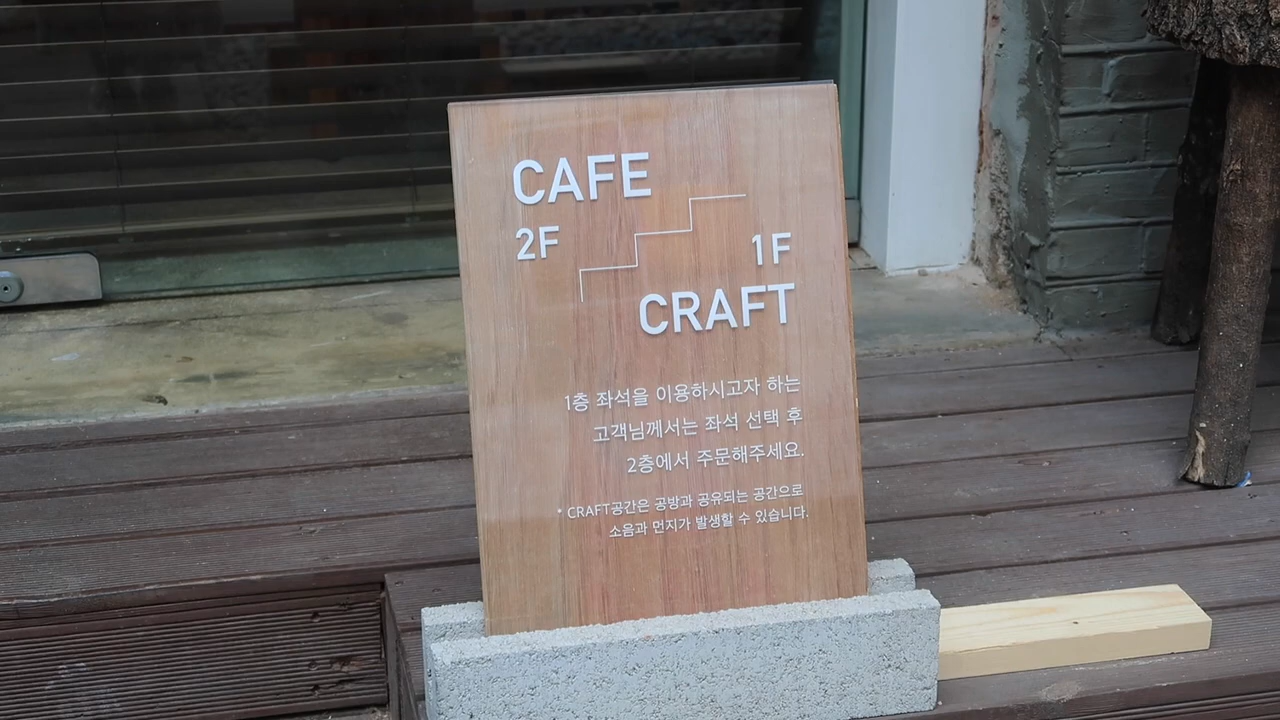 CAFE
2F
1F
CRAFT
1층 좌석을 이용하시고자 하는
고객님께서는 좌석 선택 후
2층에서 주문해주세요.
* CRAFT공간은 공방과 공유되는 공간으로
소음과 먼지가 발생할 수 있습니다.